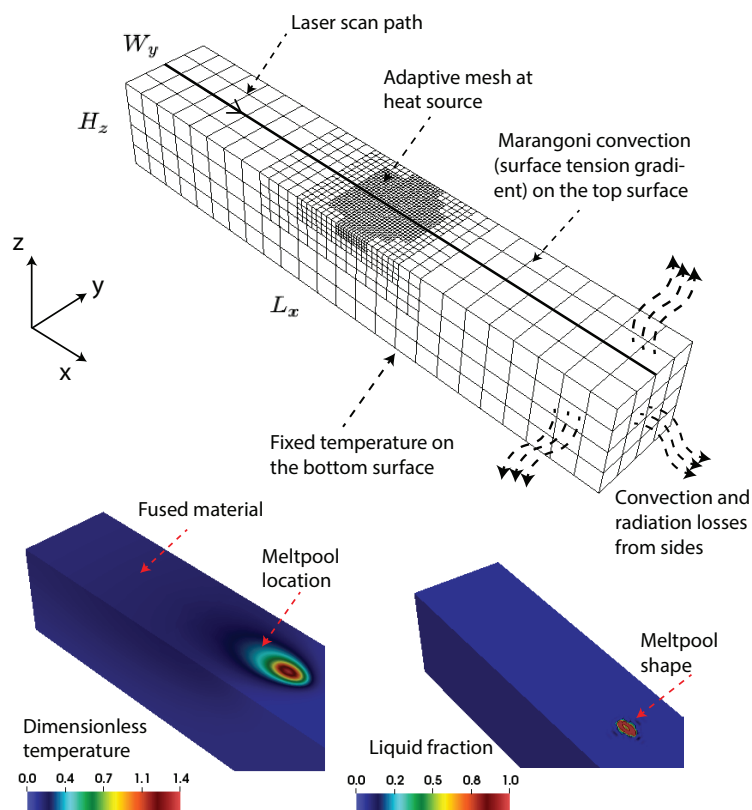 Laser scan path
W_y
Adaptive mesh at
heat source
H_z
Marangoni convection
(surface tension gradi-
ent) on the top surface
z
y
x
L_x
Fixed temperature on
the bottom surface
Convection and
radiation losses
from sides
Fused material
Meltpool
location
Meltpool
shape
Dimensionless
temperature
0.0 0.4 0.7 1.1 1.4
Liquid fraction
0.0 0.2 0.5 0.8 1.0